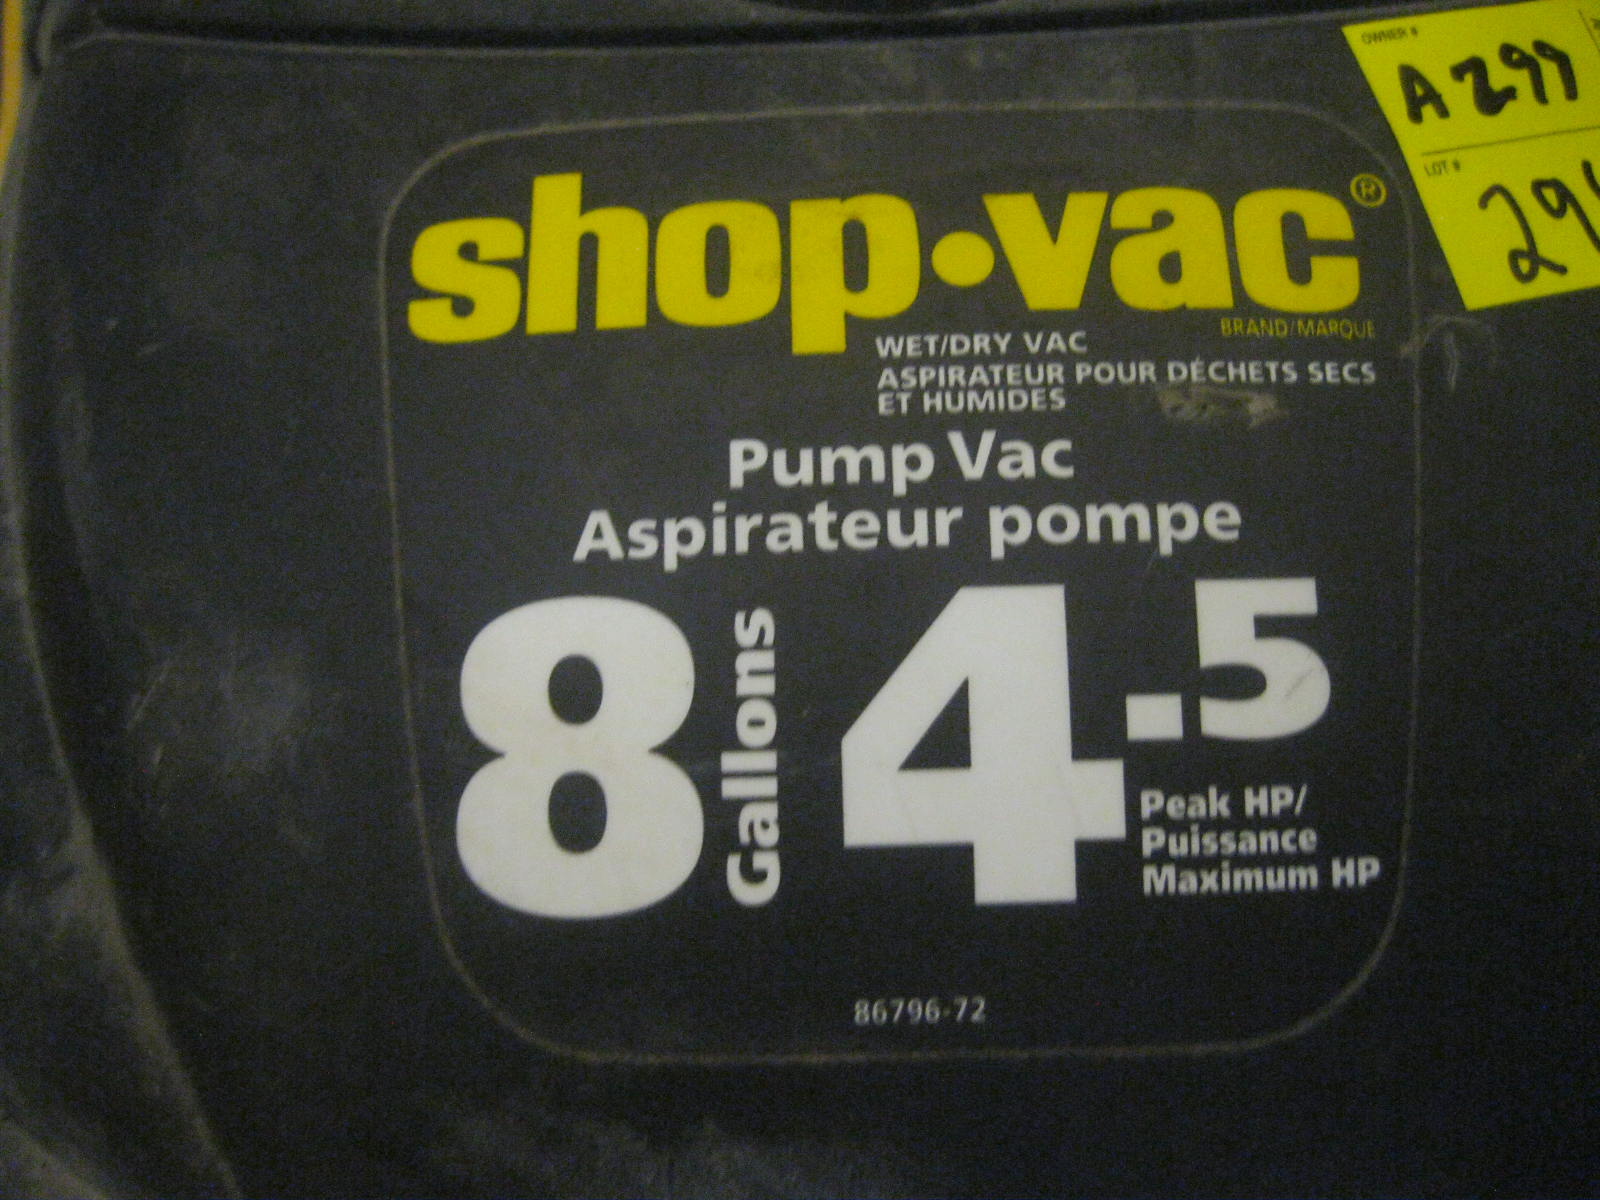 OWNER #
A299
LOT #
shop•vac®
BRAND/MARQUE
WET/DRY VAC
ASPIRATEUR POUR DÉCHETS SECS
ET HUMIDES
Pump Vac
Aspirateur pompe
8 Gallons
4.5
Peak HP/
Puissance
Maximum HP
86796-72